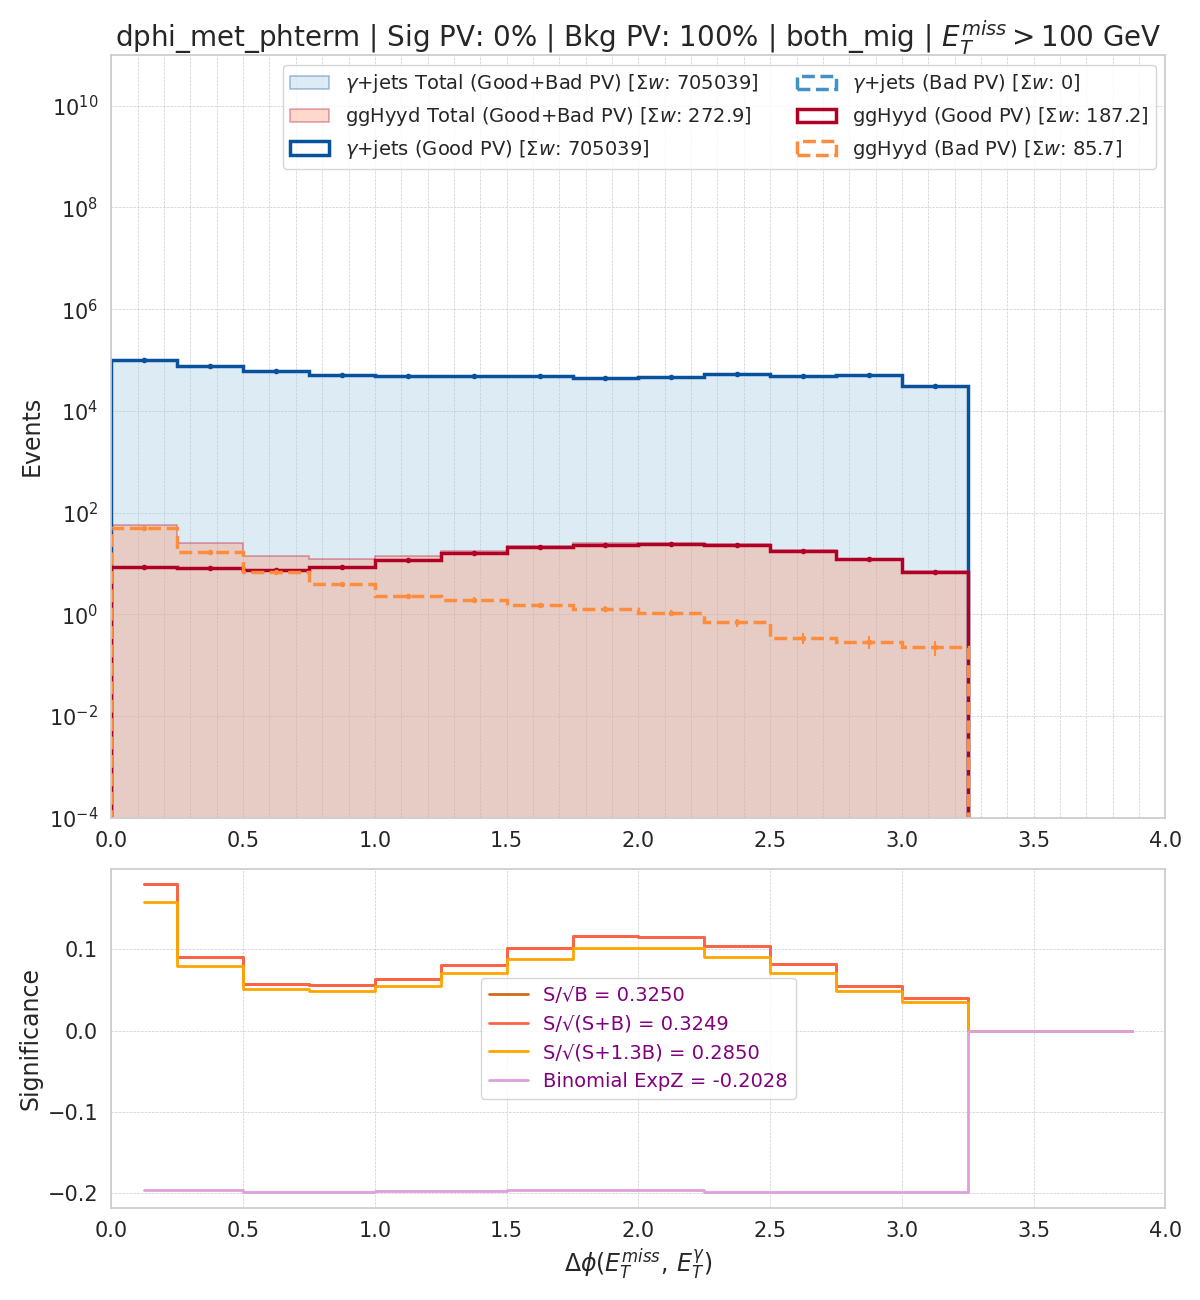 dphi_met_phterm | Sig PV: 0% | Bkg PV: 100% | both_mig | E_T^miss > 100 GeV
γ+jets Total (Good+Bad PV) [Σw: 705039]
ggHyyd Total (Good+Bad PV) [Σw: 272.9]
γ+jets (Good PV) [Σw: 705039]
γ+jets (Bad PV) [Σw: 0]
ggHyyd (Good PV) [Σw: 187.2]
ggHyyd (Bad PV) [Σw: 85.7]
Events
10^10
10^8
10^6
10^4
10^2
10^0
10^−2
10^−4
0.0 0.5 1.0 1.5 2.0 2.5 3.0 3.5 4.0
Significance
0.1
0.0
−0.1
−0.2
S/√B = 0.3250
S/√(S+B) = 0.3249
S/√(S+1.3B) = 0.2850
Binomial ExpZ = -0.2028
0.0 0.5 1.0 1.5 2.0 2.5 3.0 3.5 4.0
Δϕ(E_T^miss, E_T^γ)